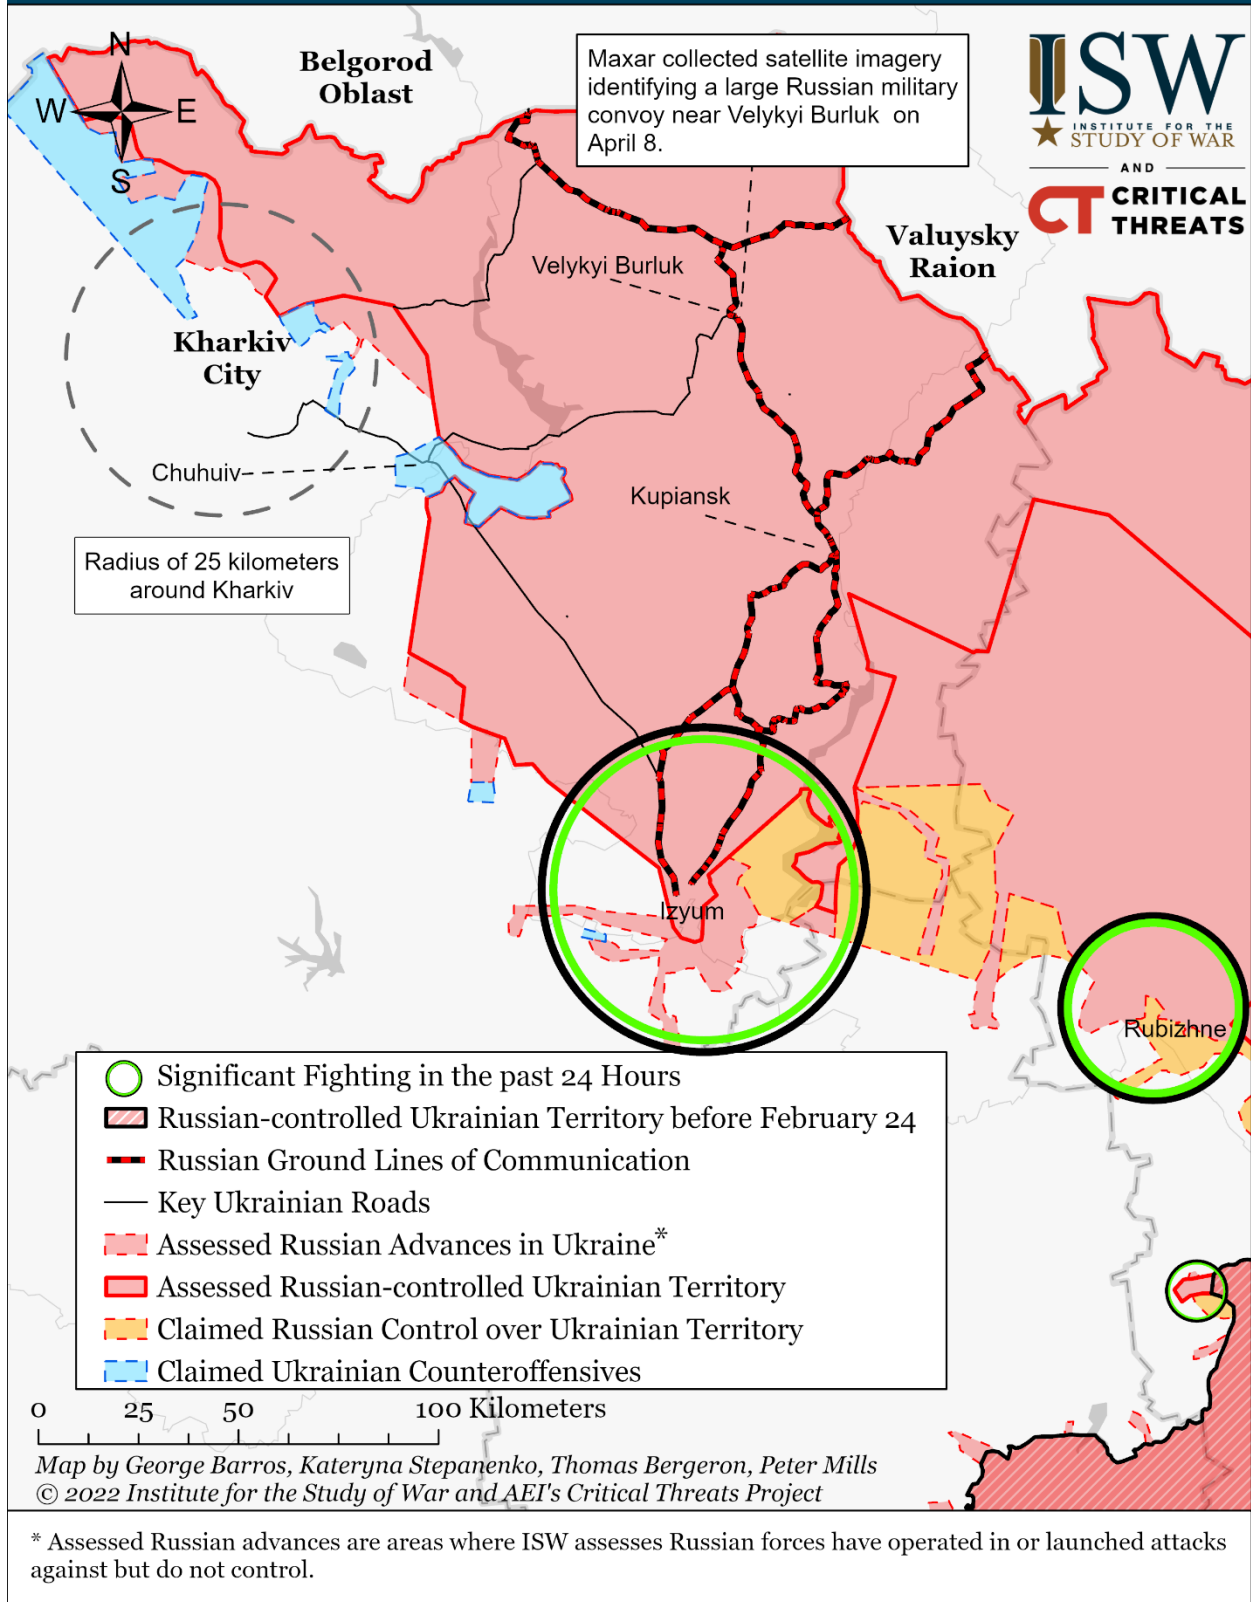 N
W
E
S
Belgorod
Oblast
Maxar collected satellite imagery
identifying a large Russian military
convoy near Velykyi Burluk on
April 8.
ISW
INSTITUTE FOR THE
STUDY OF WAR
AND
CT CRITICAL
THREATS
Valuysky
Raion
Velykyi Burluk
Kharkiv
City
Chuhuiv
Kupiansk
Radius of 25 kilometers
around Kharkiv
Izyum
Rubizhne
Significant Fighting in the past 24 Hours
Russian-controlled Ukrainian Territory before February 24
Russian Ground Lines of Communication
Key Ukrainian Roads
Assessed Russian Advances in Ukraine*
Assessed Russian-controlled Ukrainian Territory
Claimed Russian Control over Ukrainian Territory
Claimed Ukrainian Counteroffensives
0 25 50 100 Kilometers
Map by George Barros, Kateryna Stepanenko, Thomas Bergeron, Peter Mills
© 2022 Institute for the Study of War and AEI's Critical Threats Project
* Assessed Russian advances are areas where ISW assesses Russian forces have operated in or launched attacks
against but do not control.